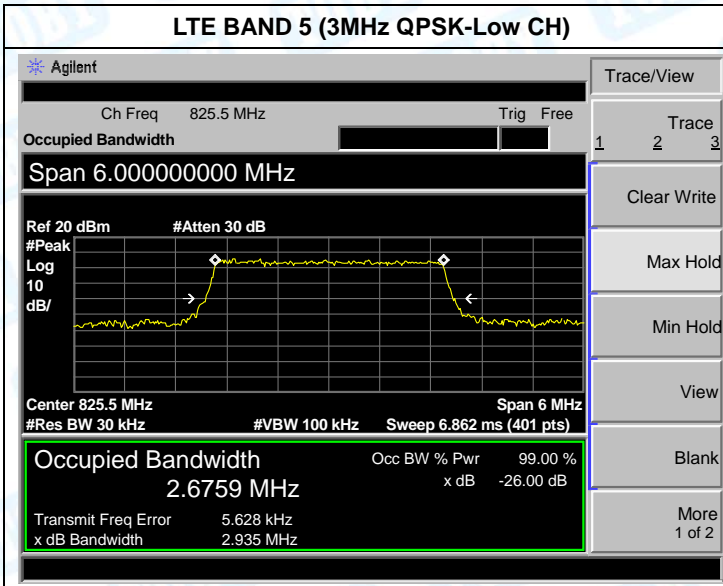 LTE BAND 5 (3MHz QPSK-Low CH)
Agilent
Trace/View
Ch Freq 825.5 MHz Trig Free
Occupied Bandwidth
Trace
1 2 3
Span 6.000000000 MHz
Clear Write
Ref 20 dBm #Atten 30 dB
#Peak
Log
10
dB/
Max Hold
Min Hold
View
Center 825.5 MHz Span 6 MHz
#Res BW 30 kHz #VBW 100 kHz Sweep 6.862 ms (401 pts)
Occupied Bandwidth Occ BW % Pwr 99.00 %
2.6759 MHz x dB -26.00 dB
Blank
Transmit Freq Error 5.628 kHz
x dB Bandwidth 2.935 MHz
More
1 of 2